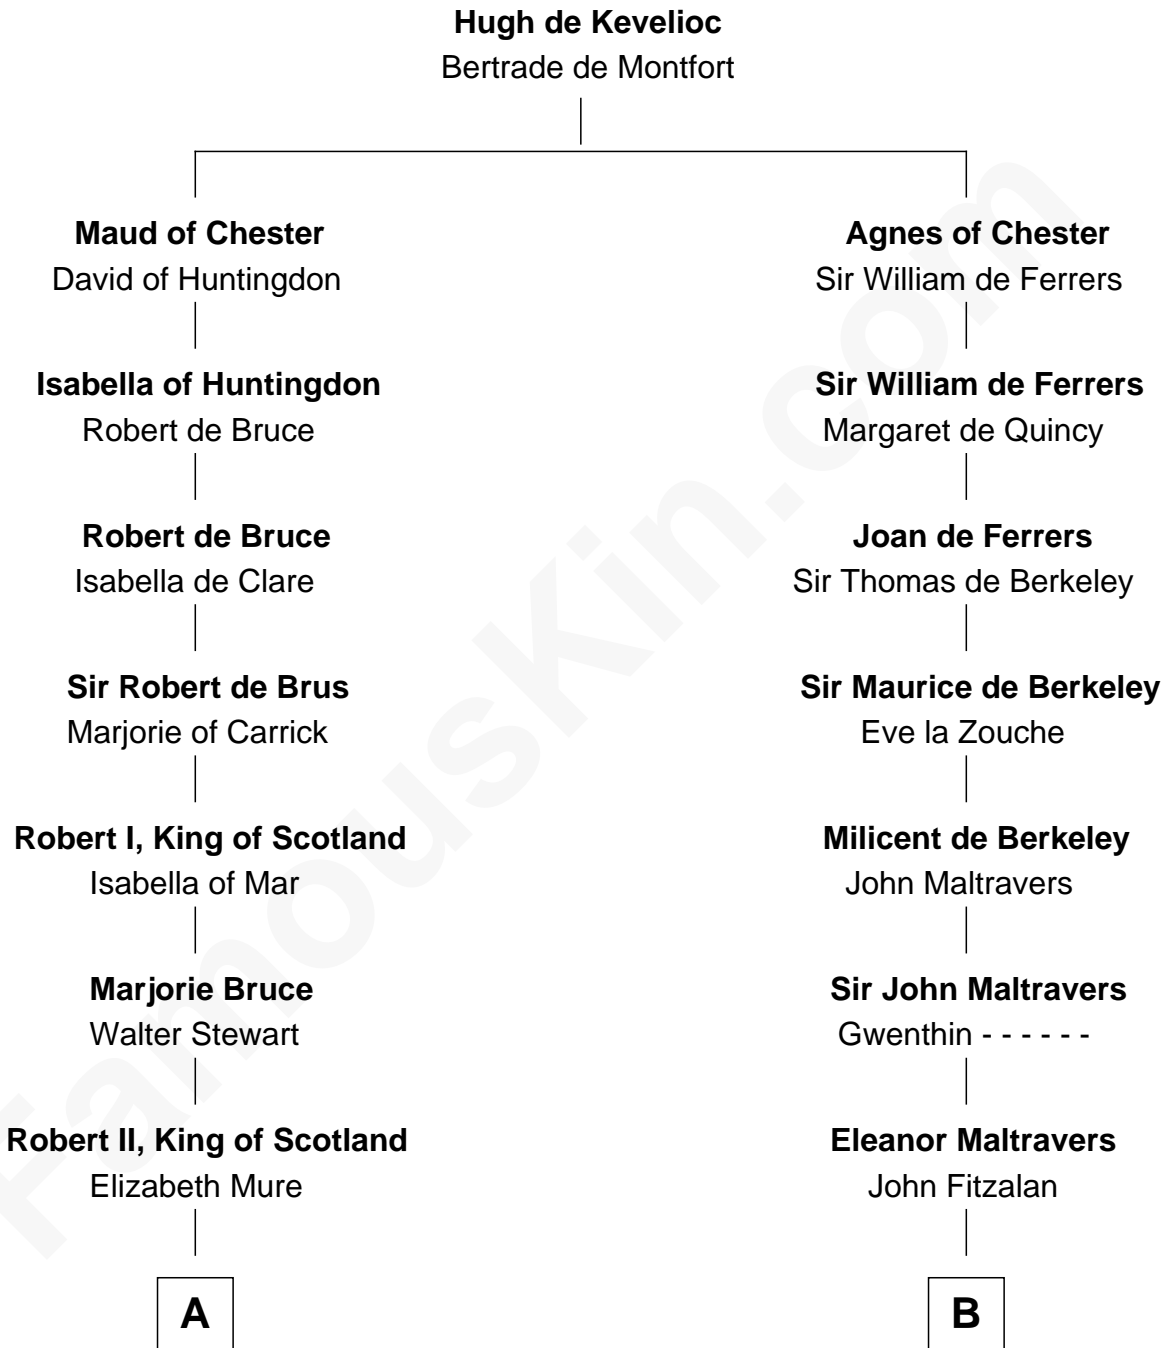 Hugh de Kevelioc
Bertrade de Montfort
Maud of Chester
David of Huntingdon
Agnes of Chester
Sir William de Ferrers
Isabella of Huntingdon
Robert de Bruce
Sir William de Ferrers
Margaret de Quincy
Robert de Bruce
Isabella de Clare
Joan de Ferrers
Sir Thomas de Berkeley
Sir Robert de Brus
Marjorie of Carrick
Sir Maurice de Berkeley
Eve la Zouche
Robert I, King of Scotland
Isabella of Mar
Milicent de Berkeley
John Maltravers
Marjorie Bruce
Walter Stewart
Sir John Maltravers
Gwenthin - - - - - -
Robert II, King of Scotland
Elizabeth Mure
Eleanor Maltravers
John Fitzalan
A
B
FamousKin.com